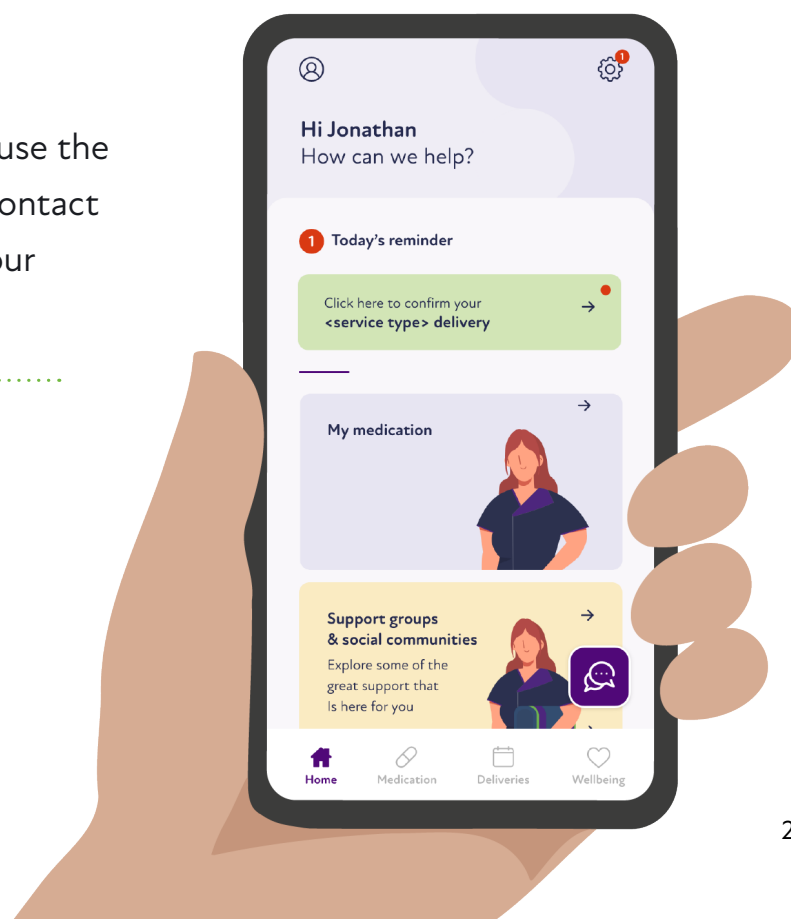 use the
ontact
our
1
Hi Jonathan
How can we help?
1 Today's reminder
Click here to confirm your
<service type> delivery
My medication
Support groups
& social communities
Explore some of the
great support that
Is here for you
Home Medication Deliveries Wellbeing
2